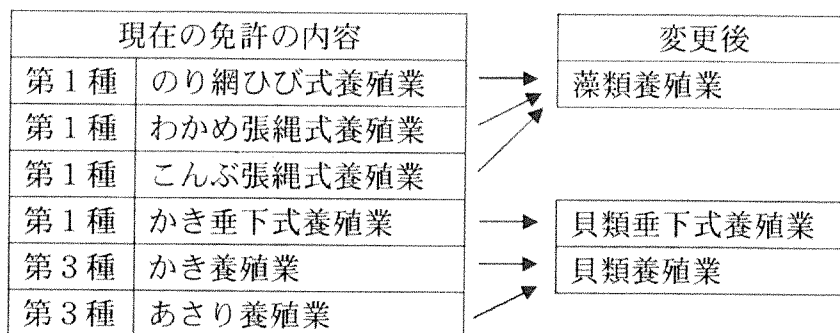 現在の免許の内容 変更後
第1種 のり網ひび式養殖業 藻類養殖業
第1種 わかめ張縄式養殖業
第1種 こんぶ張縄式養殖業
第1種 かき垂下式養殖業 貝類垂下式養殖業
第3種 かき養殖業 貝類養殖業
第3種 あさり養殖業